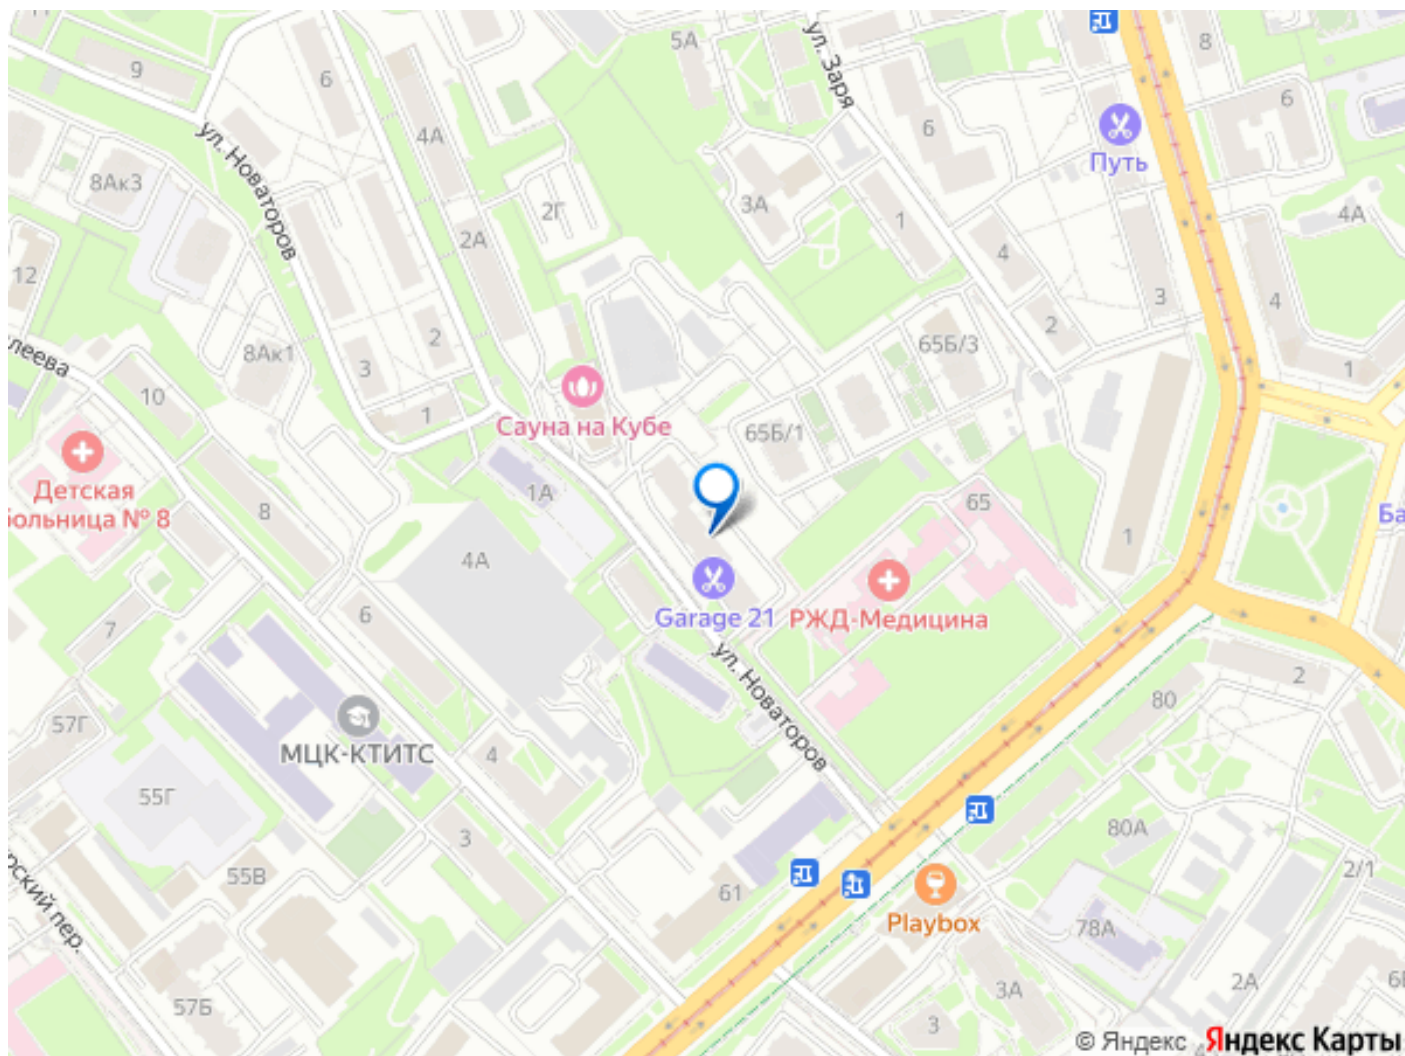 5А
ул. Заря
8
9
6
6
4А
6
Путь
ул. Новаторов
8Ак3
2Г
3А
1
4А
2А
4
12
3
4
2
2
65Б/3
8Ак1
3
1
10
1
Сауна на Кубе
65Б/1
Детская
больница № 8
8
1А
65
4А
1
Garage 21
РЖД-Медицина
6
7
ул. Новаторов
2
80
57Г
МЦК-КТИТС
4
55Г
3
80А
55В
61
2/1
Playbox
78А
2А
57Б
3А
3
© Яндекс
Яндекс Карты